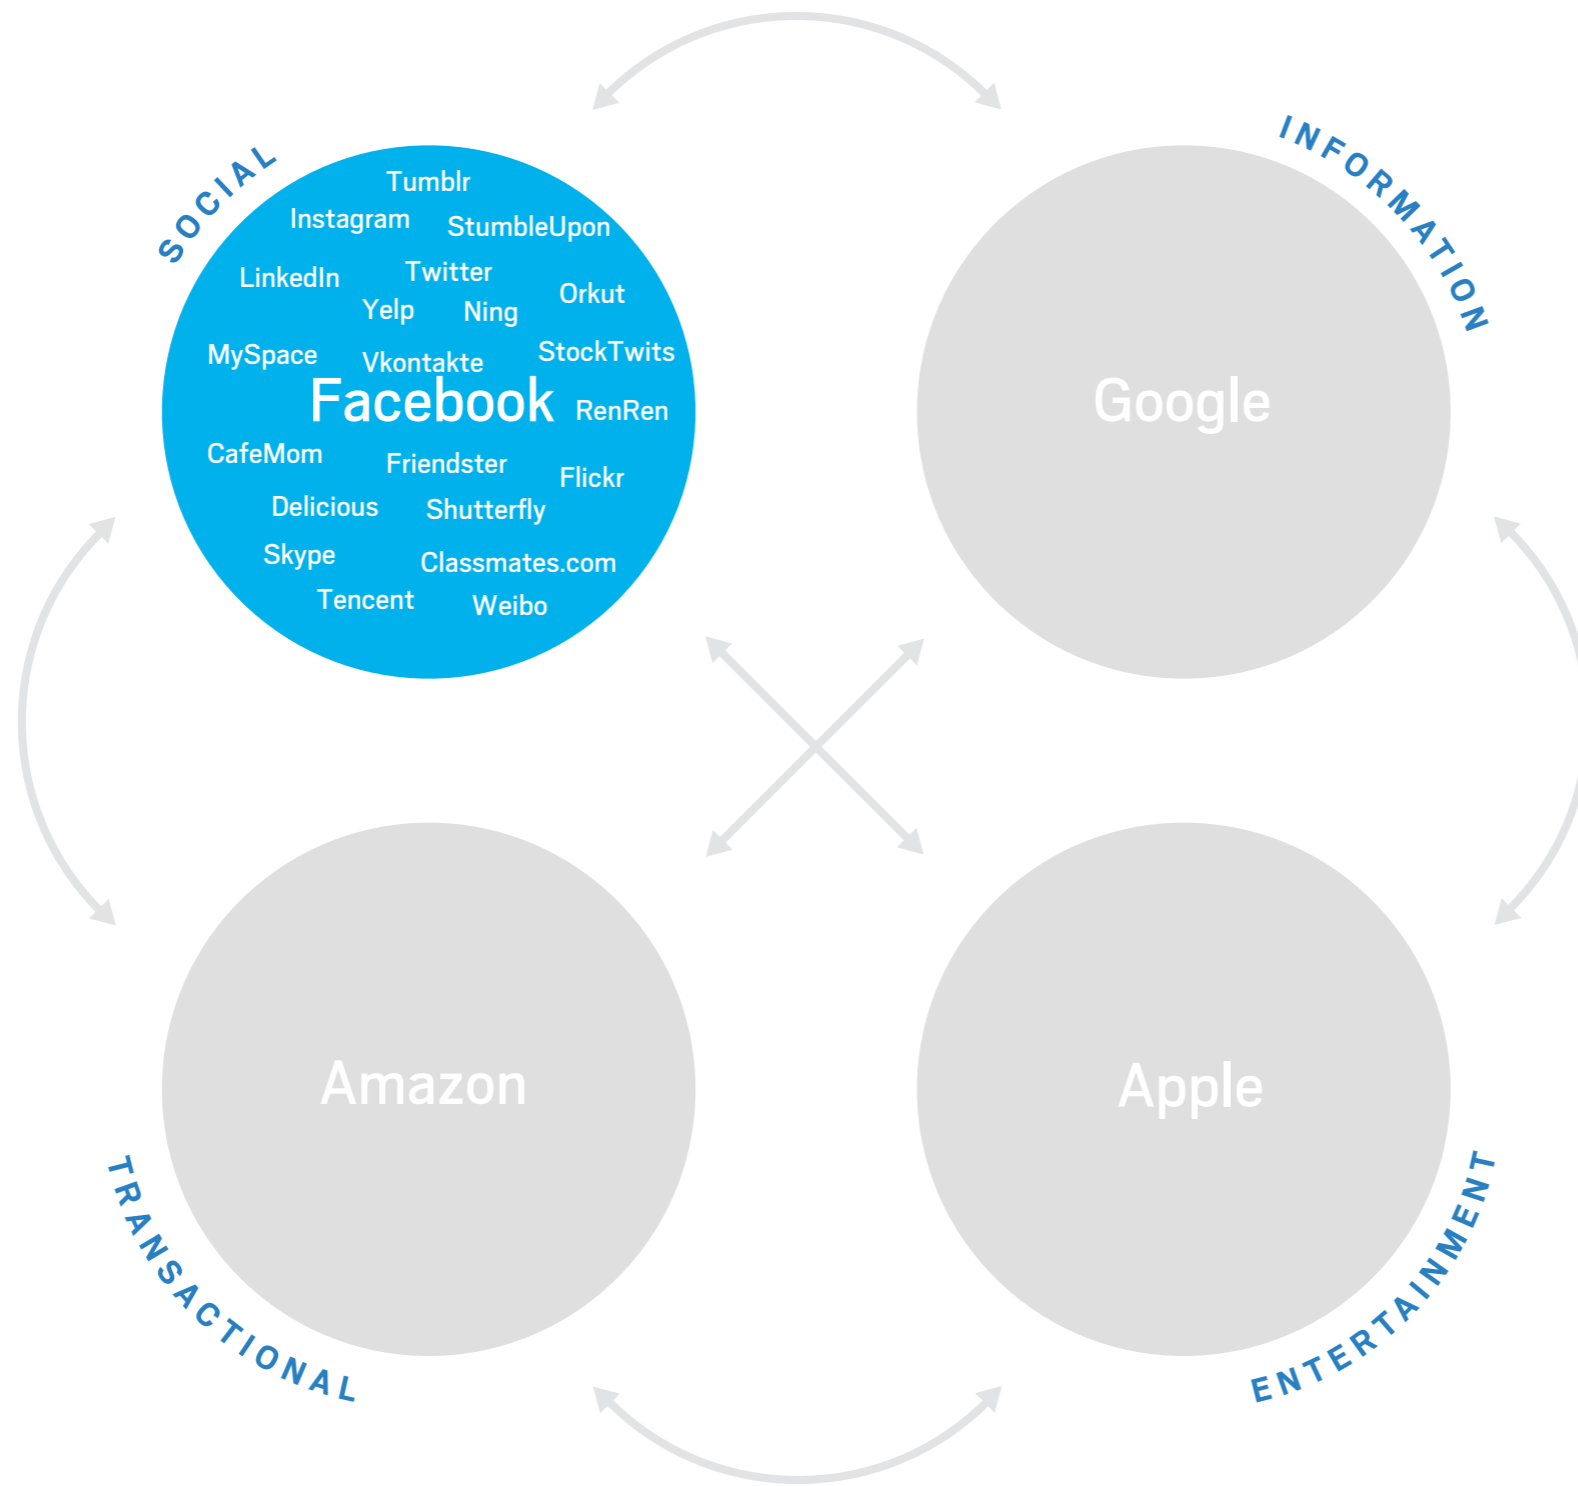 SOCIAL
Tumblr
Instagram
StumbleUpon
LinkedIn
Twitter
Orkut
Yelp
Ning
MySpace
Vkontakte
StockTwits
Facebook
RenRen
CafeMom
Friendster
Flickr
Delicious
Shutterfly
Skype
Classmates.com
Tencent
Weibo
INFORMATION
Google
TRANSACTIONAL
Amazon
ENTERTAINMENT
Apple